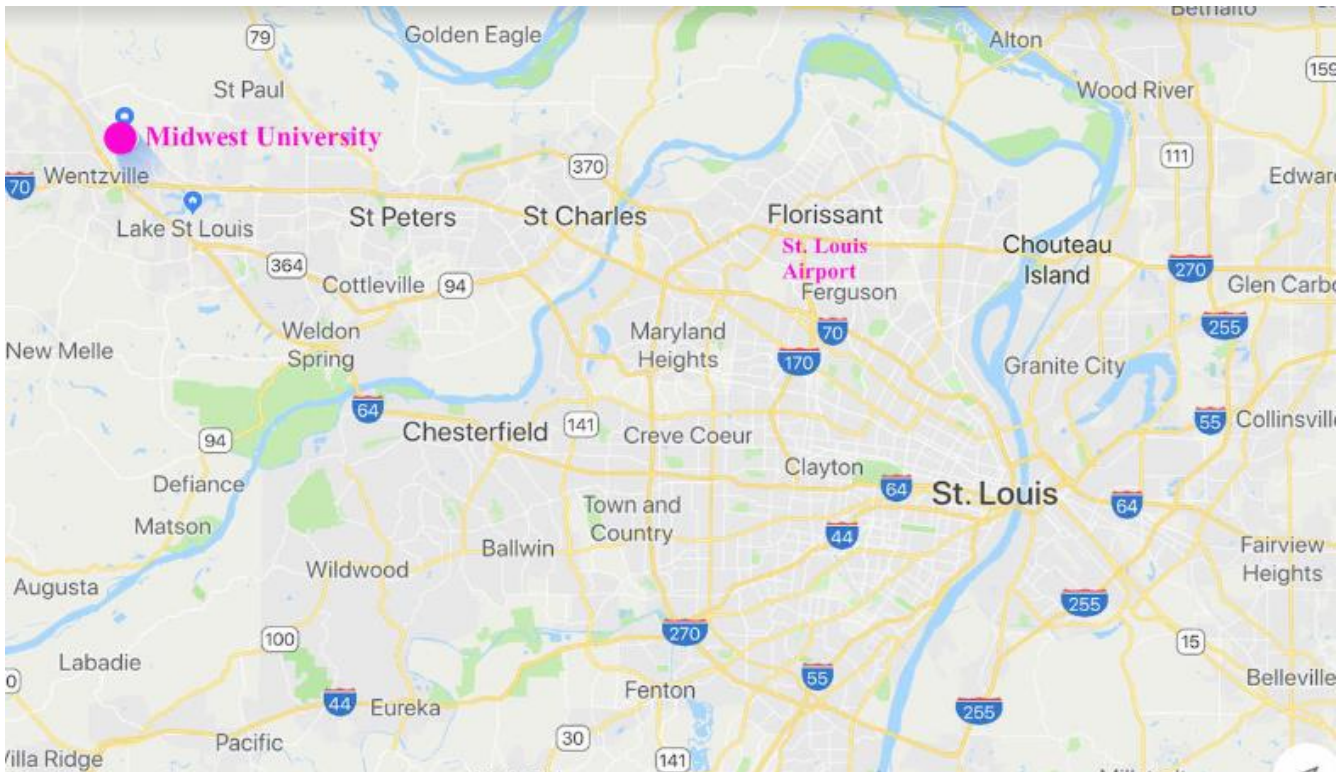 Bethalto
79
Golden Eagle
Alton
159
St Paul
Wood River
Midwest University
370
111
70
Wentzville
Edwar
Lake St Louis
St Peters
St Charles
Florissant
St. Louis
Airport
Chouteau
Island
364
Cottleville
94
Ferguson
270
Glen Carbo
255
Weldon
Spring
Maryland
Heights
70
170
New Melle
Granite City
64
Chesterfield
141
Creve Coeur
55
Collinsville
94
Clayton
Defiance
64
St. Louis
64
Matson
Town and
Country
44
Ballwin
Fairview
Heights
Wildwood
Augusta
255
100
270
15
Labadie
0
Fenton
55
Belleville
44
Eureka
255
Pacific
30
Villa Ridge
141